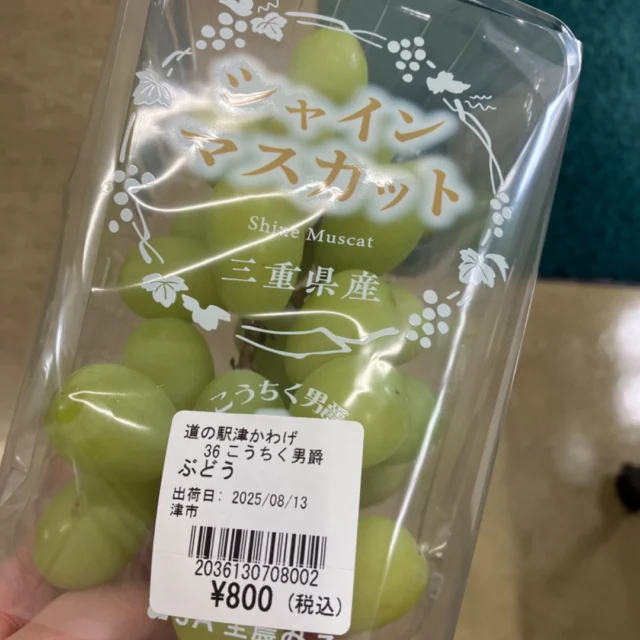 シャイン
マスカット
Shine Muscat
三重県産
こうちく男爵
道の駅津かわげ
36 こうちく男爵
ぶどう
出荷日: 2025/08/13
津市
2036130708002
¥800 (税込)